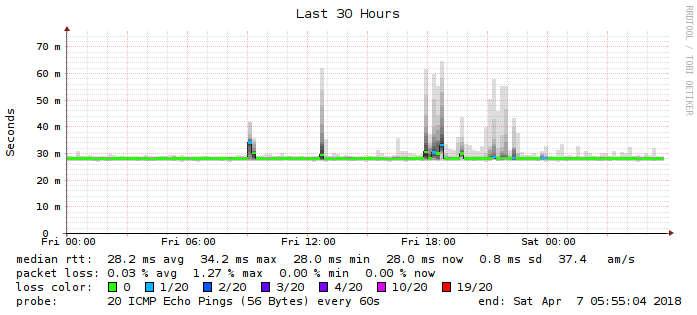 Last 30 Hours
RRDTOOL / TOBI OETIKER
Seconds
70 m
60 m
50 m
40 m
30 m
20 m
10 m
0
Fri 00:00 Fri 06:00 Fri 12:00 Fri 18:00 Sat 00:00
median rtt: 28.2 ms avg 34.2 ms max 28.0 ms min 28.0 ms now 0.8 ms sd 37.4 am/s
packet loss: 0.03 % avg 1.27 % max 0.00 % min 0.00 % now
loss color: 0 1/20 2/20 3/20 4/20 10/20 19/20
probe: 20 ICMP Echo Pings (56 Bytes) every 60s end: Sat Apr 7 05:55:04 2018